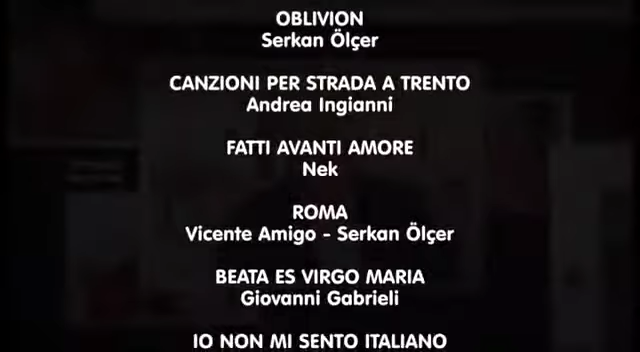 OBLIVION
Serkan Ölçer
CANZIONI PER STRADA A TRENTO
Andrea Ingianni
FATTI AVANTI AMORE
Nek
ROMA
Vicente Amigo - Serkan Ölçer
BEATA ES VIRGO MARIA
Giovanni Gabrieli
IO NON MI SENTO ITALIANO